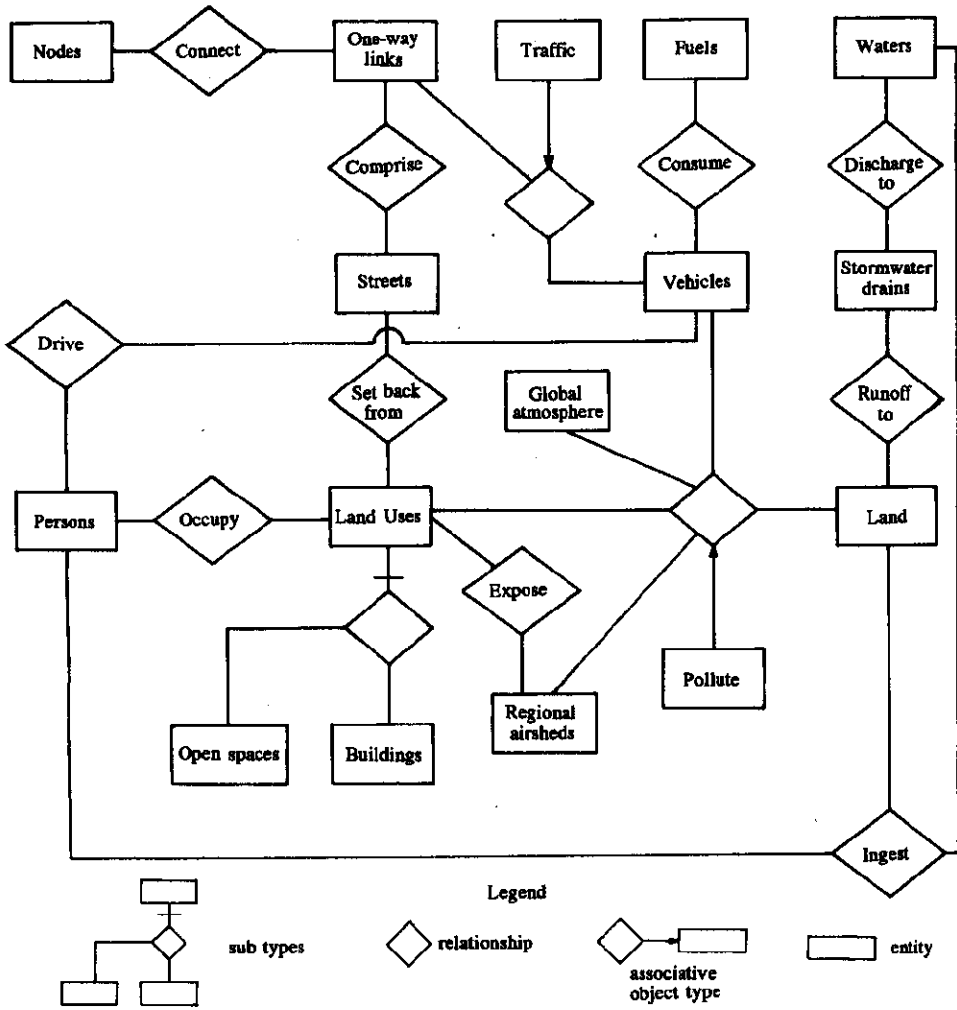 Nodes
Connect
One-way
links
Traffic
Fuels
Waters
Comprise
Consume
Discharge
to
Streets
Vehicles
Stormwater
drains
Drive
Set back
from
Global
atmosphere
Runoff
to
Persons
Occupy
Land Uses
Land
Expose
Pollute
Open spaces
Buildings
Regional
airsheds
Ingest
Legend
sub types
relationship
associative
object type
entity